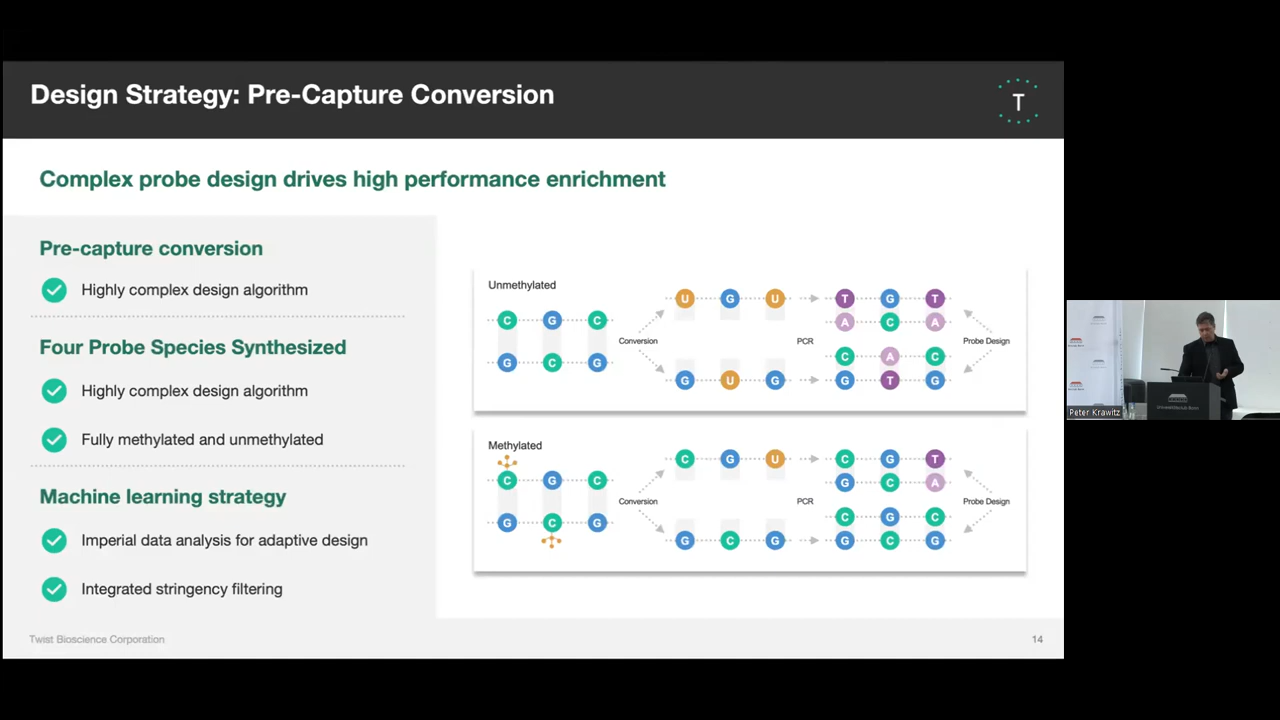 Design Strategy: Pre-Capture Conversion
T
Complex probe design drives high performance enrichment
Pre-capture conversion
Highly complex design algorithm
Four Probe Species Synthesized
Highly complex design algorithm
Fully methylated and unmethylated
Machine learning strategy
Imperial data analysis for adaptive design
Integrated stringency filtering
Unmethylated
C G C
G C G
Conversion
U G U
G U G
PCR
T G T
A C A
C A C
G T G
Probe Design
Methylated
C G C
G C G
Conversion
C G U
G C G
PCR
C G T
G C A
C G C
G C G
Probe Design
Twist Bioscience Corporation
14
Peter Krawitz